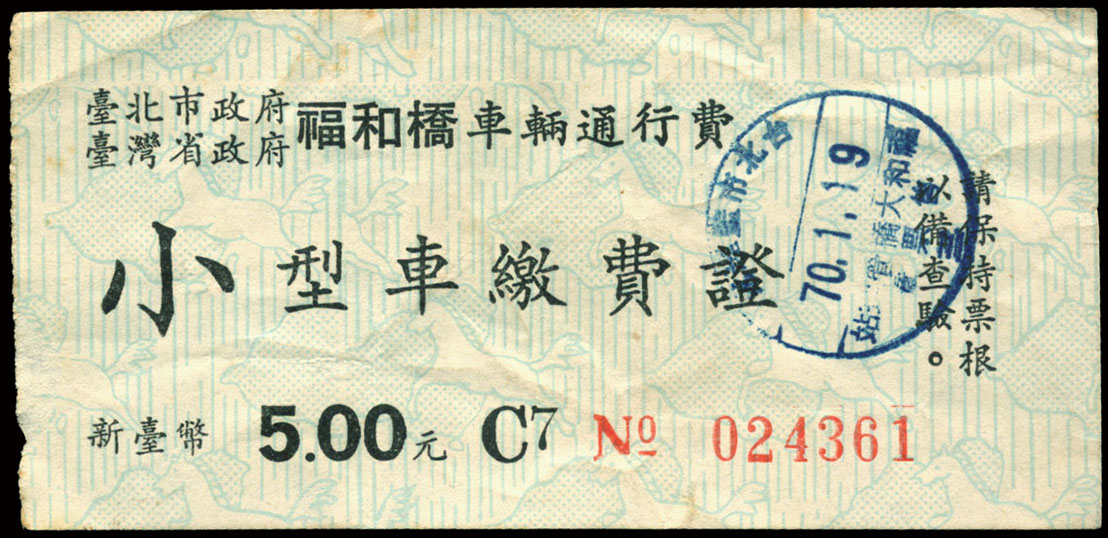 臺北市政府
臺灣省政府
福和橋車輛通行費
小型車繳費證
新臺幣 5.00元 C7 No 024361
請保持票根
以備查驗。
70.1.19